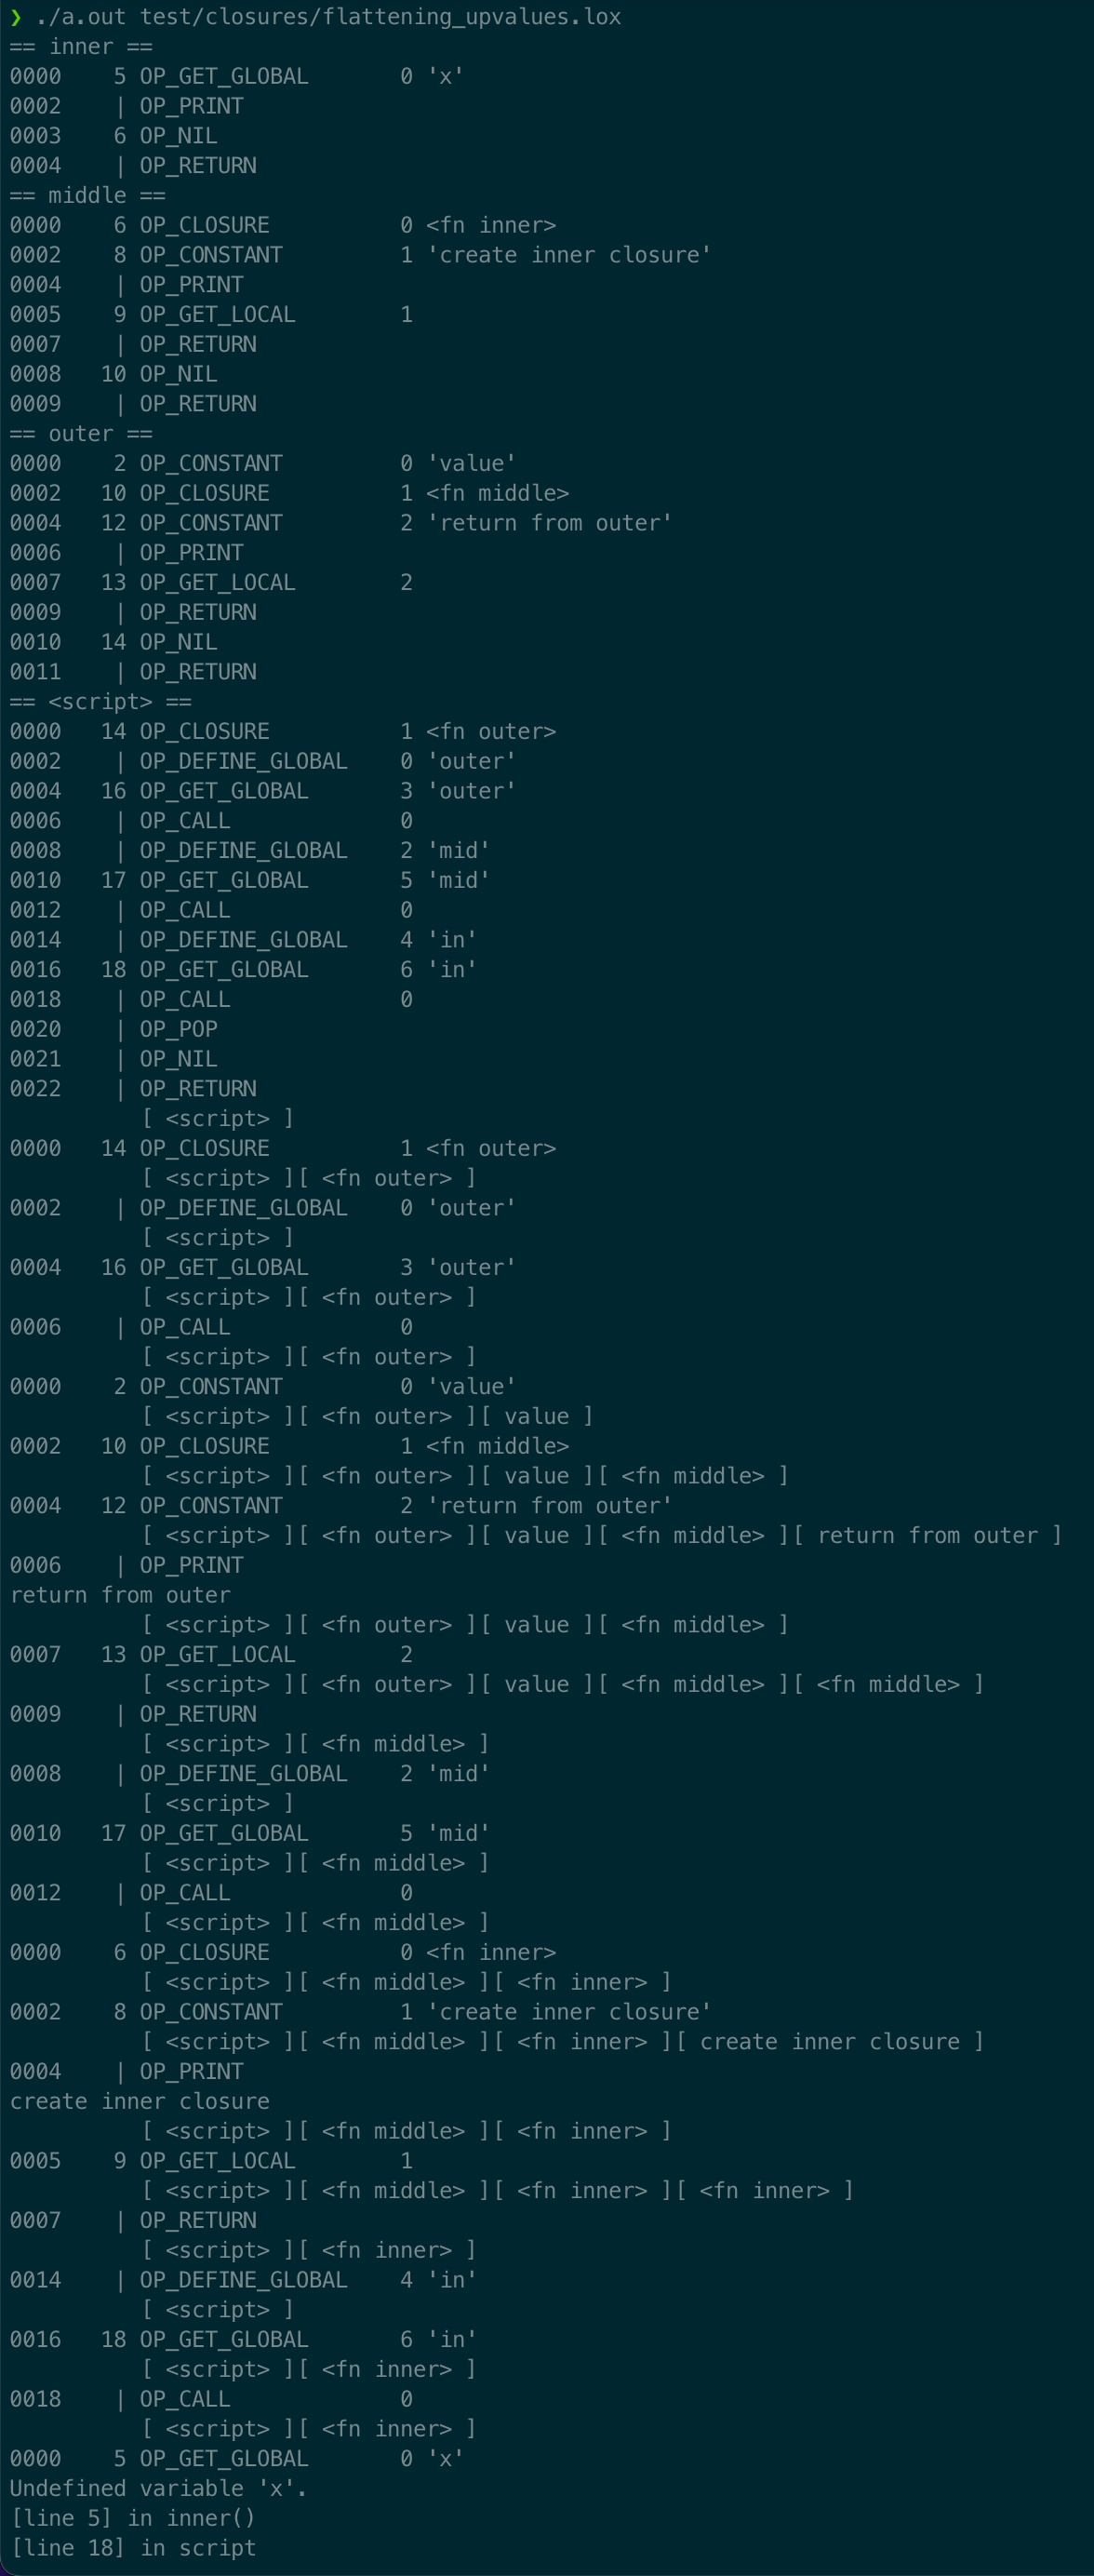 ❯ ./a.out test/closures/flattening_upvalues.lox
== inner ==
0000    5 OP_GET_GLOBAL       0 'x'
0002    | OP_PRINT
0003    6 OP_NIL
0004    | OP_RETURN
== middle ==
0000    6 OP_CLOSURE          0 <fn inner>
0002    8 OP_CONSTANT         1 'create inner closure'
0004    | OP_PRINT
0005    9 OP_GET_LOCAL        1
0007    | OP_RETURN
0008   10 OP_NIL
0009    | OP_RETURN
== outer ==
0000    2 OP_CONSTANT         0 'value'
0002   10 OP_CLOSURE          1 <fn middle>
0004   12 OP_CONSTANT         2 'return from outer'
0006    | OP_PRINT
0007   13 OP_GET_LOCAL        2
0009    | OP_RETURN
0010   14 OP_NIL
0011    | OP_RETURN
== <script> ==
0000   14 OP_CLOSURE          1 <fn outer>
0002    | OP_DEFINE_GLOBAL    0 'outer'
0004   16 OP_GET_GLOBAL       3 'outer'
0006    | OP_CALL             0
0008    | OP_DEFINE_GLOBAL    2 'mid'
0010   17 OP_GET_GLOBAL       5 'mid'
0012    | OP_CALL             0
0014    | OP_DEFINE_GLOBAL    4 'in'
0016   18 OP_GET_GLOBAL       6 'in'
0018    | OP_CALL             0
0020    | OP_POP
0021    | OP_NIL
0022    | OP_RETURN
          [ <script> ]
0000   14 OP_CLOSURE          1 <fn outer>
          [ <script> ][ <fn outer> ]
0002    | OP_DEFINE_GLOBAL    0 'outer'
          [ <script> ]
0004   16 OP_GET_GLOBAL       3 'outer'
          [ <script> ][ <fn outer> ]
0006    | OP_CALL             0
          [ <script> ][ <fn outer> ]
0000    2 OP_CONSTANT         0 'value'
          [ <script> ][ <fn outer> ][ value ]
0002   10 OP_CLOSURE          1 <fn middle>
          [ <script> ][ <fn outer> ][ value ][ <fn middle> ]
0004   12 OP_CONSTANT         2 'return from outer'
          [ <script> ][ <fn outer> ][ value ][ <fn middle> ][ return from outer ]
0006    | OP_PRINT
return from outer
          [ <script> ][ <fn outer> ][ value ][ <fn middle> ]
0007   13 OP_GET_LOCAL        2
          [ <script> ][ <fn outer> ][ value ][ <fn middle> ][ <fn middle> ]
0009    | OP_RETURN
          [ <script> ][ <fn middle> ]
0008    | OP_DEFINE_GLOBAL    2 'mid'
          [ <script> ]
0010   17 OP_GET_GLOBAL       5 'mid'
          [ <script> ][ <fn middle> ]
0012    | OP_CALL             0
          [ <script> ][ <fn middle> ]
0000    6 OP_CLOSURE          0 <fn inner>
          [ <script> ][ <fn middle> ][ <fn inner> ]
0002    8 OP_CONSTANT         1 'create inner closure'
          [ <script> ][ <fn middle> ][ <fn inner> ][ create inner closure ]
0004    | OP_PRINT
create inner closure
          [ <script> ][ <fn middle> ][ <fn inner> ]
0005    9 OP_GET_LOCAL        1
          [ <script> ][ <fn middle> ][ <fn inner> ][ <fn inner> ]
0007    | OP_RETURN
          [ <script> ][ <fn inner> ]
0014    | OP_DEFINE_GLOBAL    4 'in'
          [ <script> ]
0016   18 OP_GET_GLOBAL       6 'in'
          [ <script> ][ <fn inner> ]
0018    | OP_CALL             0
          [ <script> ][ <fn inner> ]
0000    5 OP_GET_GLOBAL       0 'x'
Undefined variable 'x'.
[line 5] in inner()
[line 18] in script